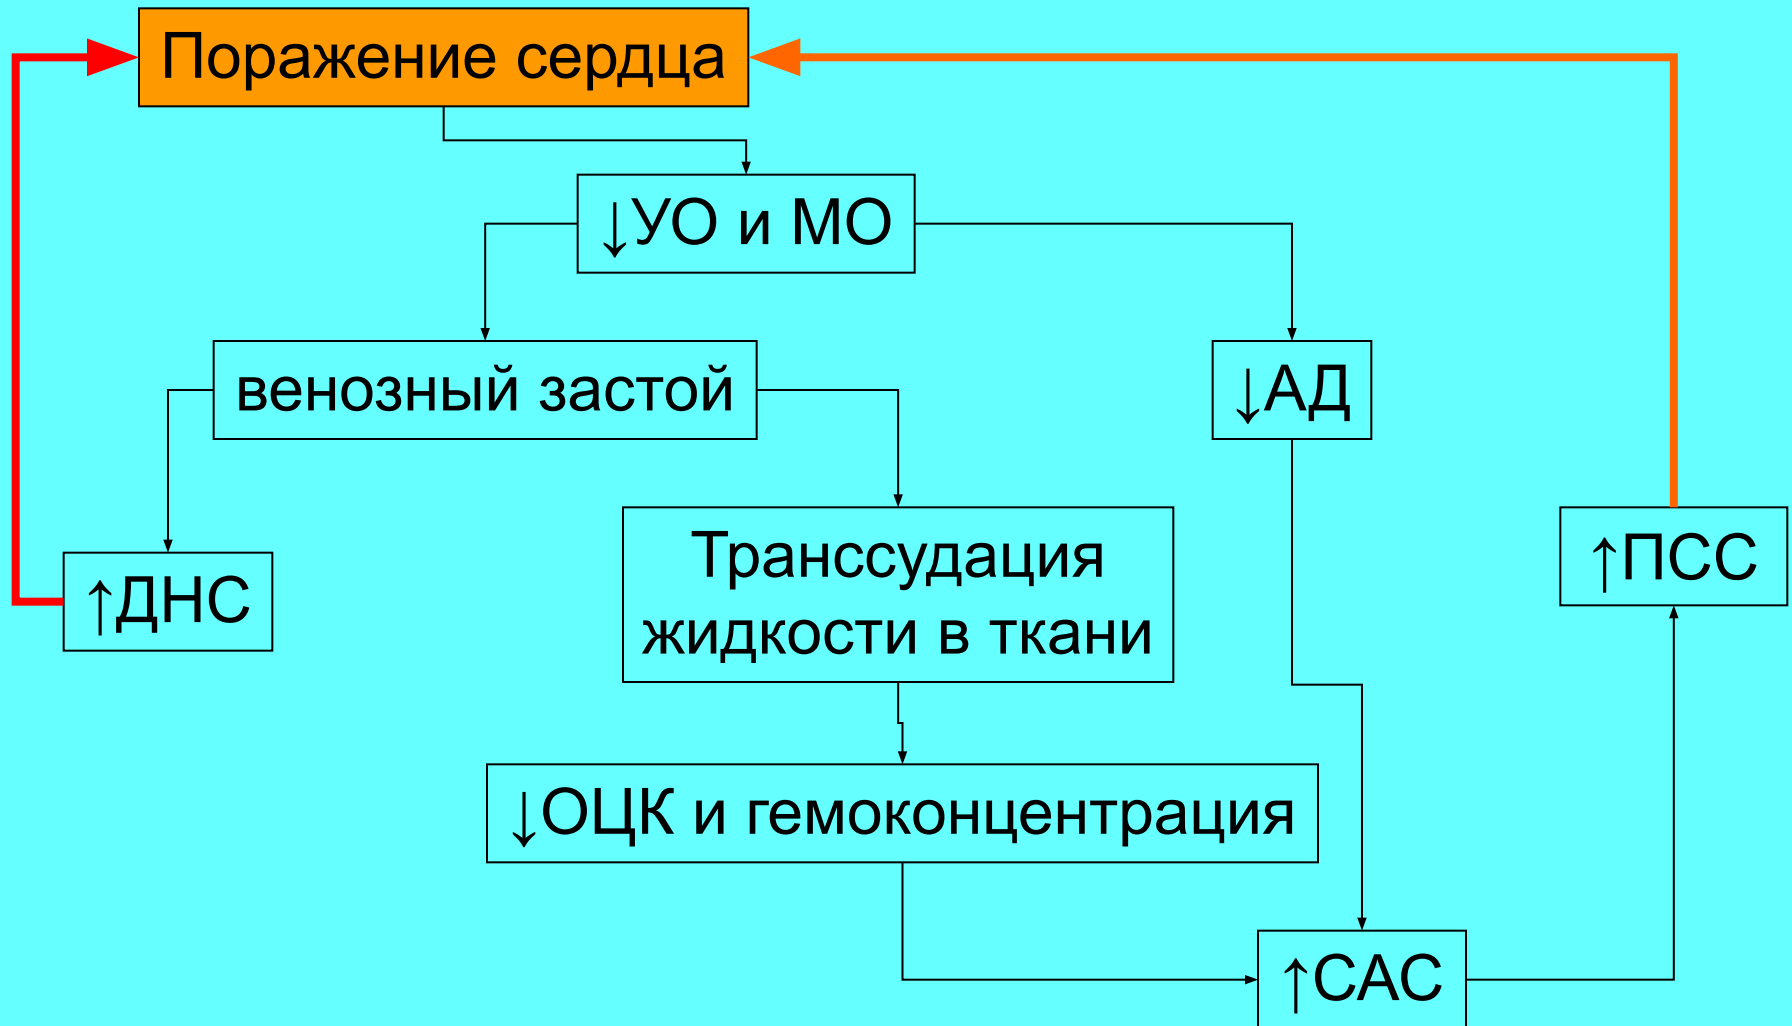 Поражение сердца
↓УО и МО
венозный застой
↓АД
Транссудация
жидкости в ткани
↑ПСС
↑ДНС
↓ОЦК и гемоконцентрация
↑САС